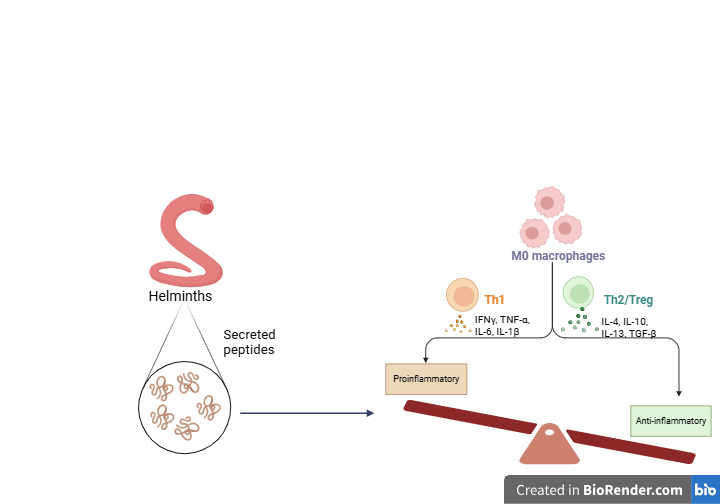 M0 macrophages
Helminths
Th1
Th2/Treg
IFNγ, TNF-α,
IL-6, IL-1β
IL-4, IL-10,
IL-13, TGF-β
Secreted
peptides
Proinflammatory
Anti-inflammatory
Created in BioRender.com bio